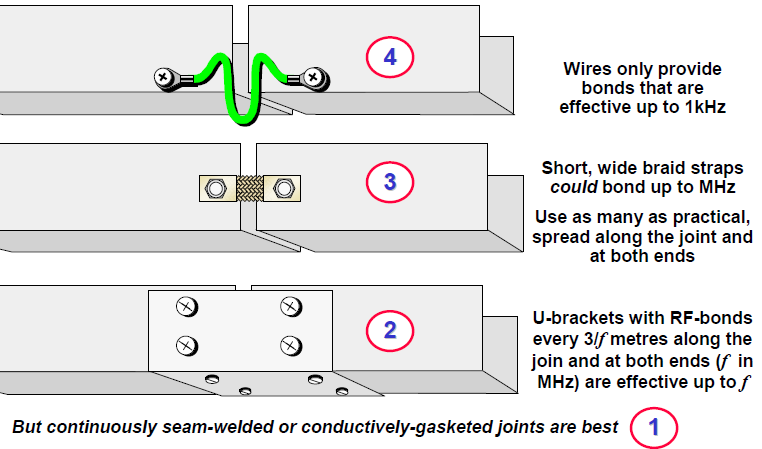 4
Wires only provide
bonds that are
effective up to 1kHz
3
Short, wide braid straps
could bond up to MHz
Use as many as practical,
spread along the joint and
at both ends
2
U-brackets with RF-bonds
every 3/f metres along the
join and at both ends (f in
MHz) are effective up to f
But continuously seam-welded or conductively-gasketed joints are best 1